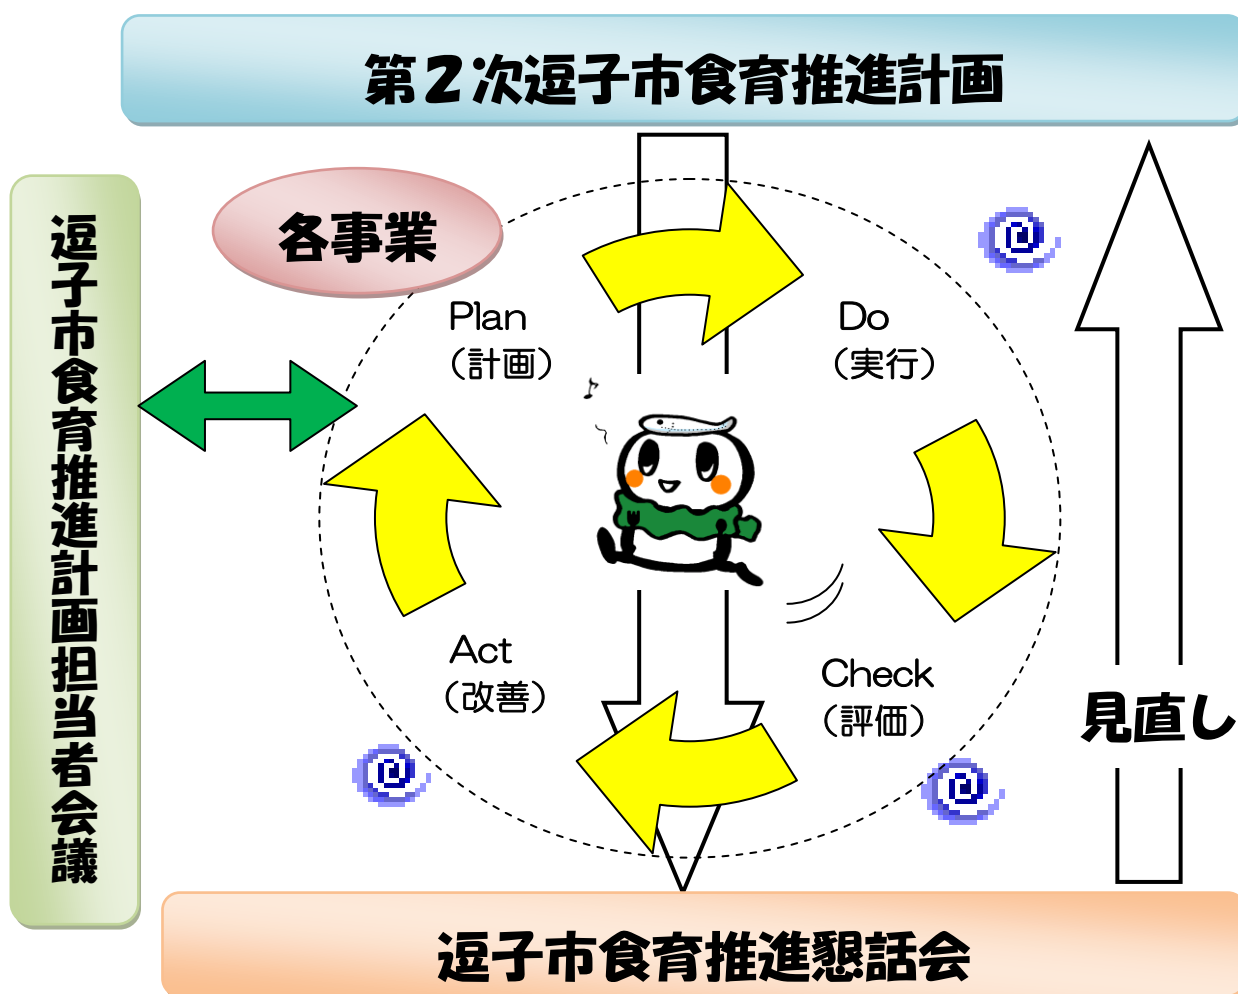 第２次逗子市食育推進計画
各事業
逗子市食育推進計画担当者会議
Plan
（計画）
Do
（実行）
Act
（改善）
Check
（評価）
見直し
逗子市食育推進懇話会